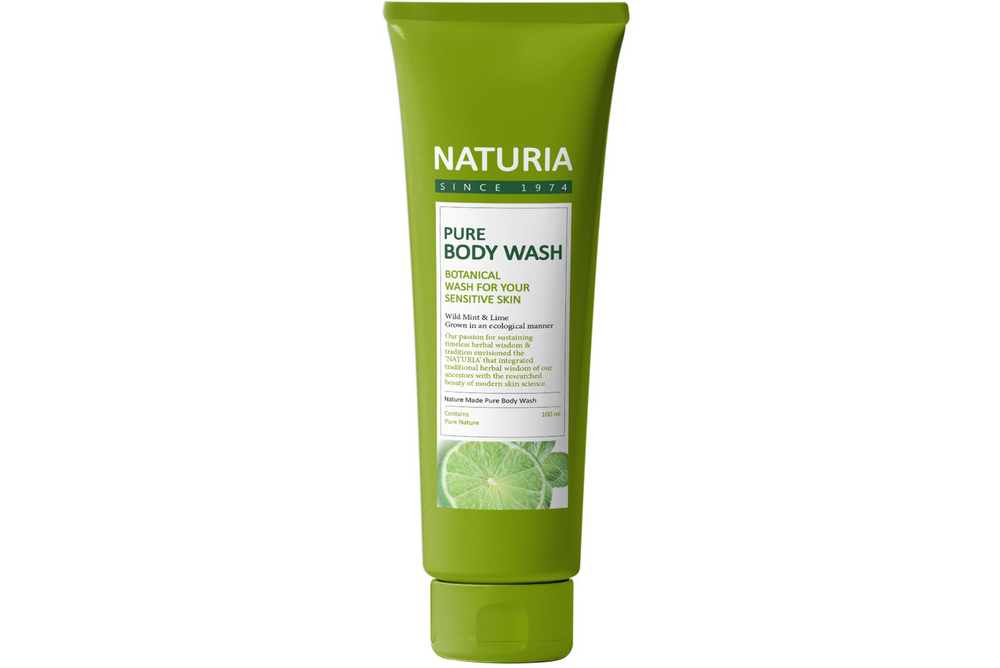 NATURIA
SINCE 1974
PURE
BODY WASH
BOTANICAL
WASH FOR YOUR
SENSITIVE SKIN
Wild Mint & Lime
Grown in an ecological manner
Our passion for sustaining
timeless herbal wisdom &
tradition envisioned the
'NATURIA' that integrated
traditional herbal wisdom of our
ancestors with the researched
beauty of modern skin science.
Nature Made Pure Body Wash
Contains 100 ml
Pure Nature